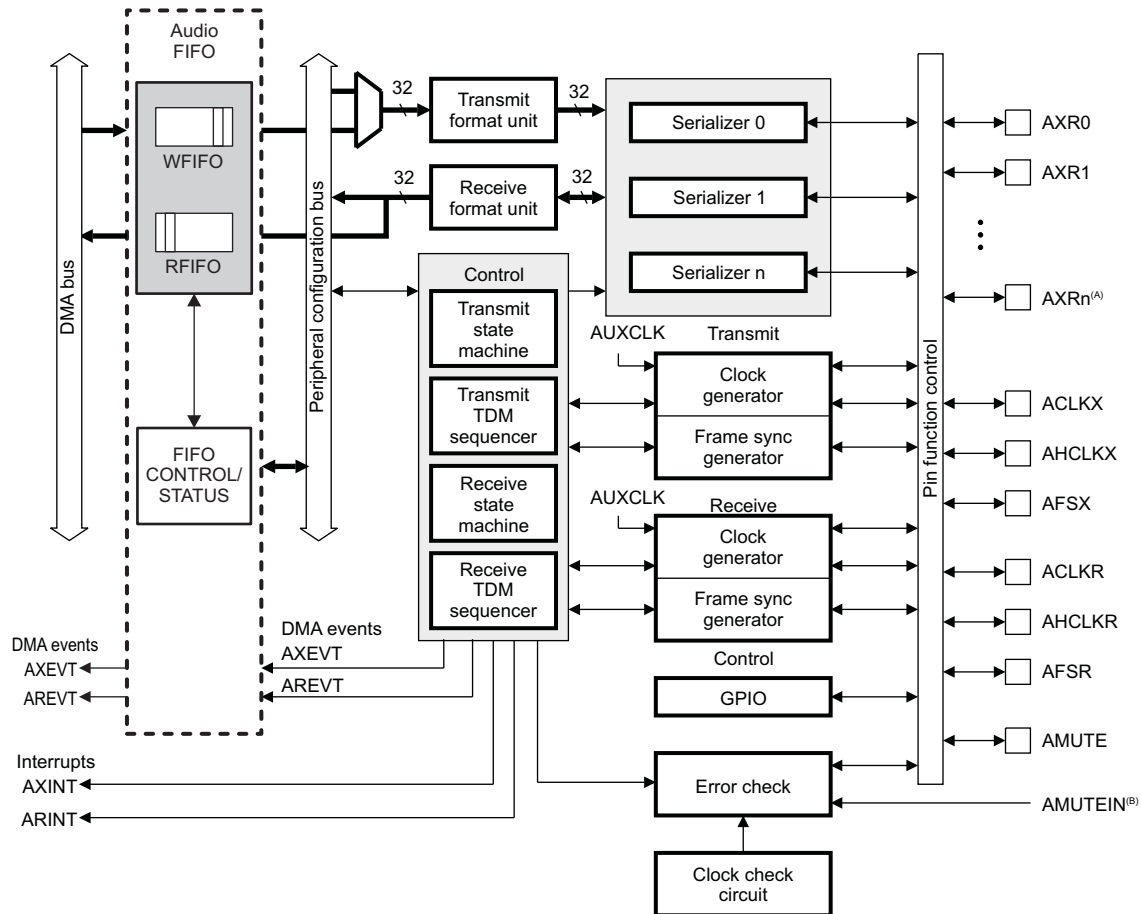 Audio
FIFO
WFIFO
RFIFO
FIFO
CONTROL/
STATUS
DMA bus
Peripheral configuration bus
32
Transmit
format unit
32
32
Receive
format unit
32
Serializer 0
Serializer 1
Serializer n
Control
Transmit
state
machine
Transmit
TDM
sequencer
Receive
state
machine
Receive
TDM
sequencer
Transmit
AUXCLK
Clock
generator
Frame sync
generator
Receive
AUXCLK
Clock
generator
Frame sync
generator
Control
GPIO
Error check
Clock check
circuit
Pin function control
AXR0
AXR1
AXRn(A)
ACLKX
AHCLKX
AFSX
ACLKR
AHCLKR
AFSR
AMUTE
AMUTEIN(B)
DMA events
AXEVT
AREVT
DMA events
AXEVT
AREVT
Interrupts
AXINT
ARINT